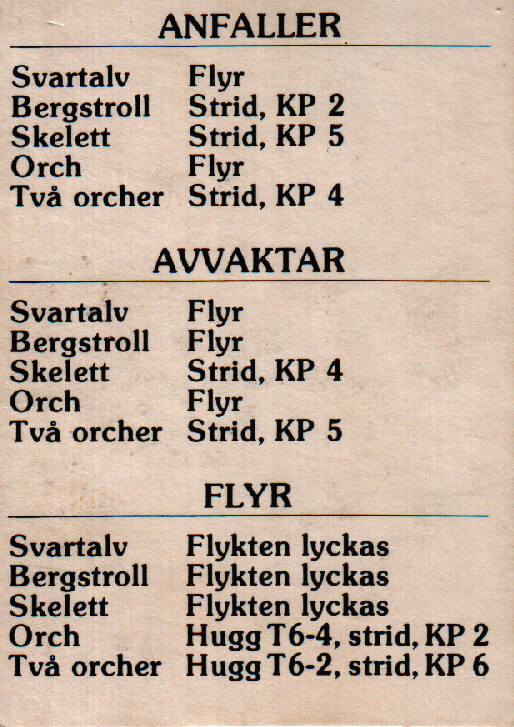 ANFALLER
Svartalv Flyr
Bergstroll Strid, KP 2
Skelett Strid, KP 5
Orch Flyr
Två orcher Strid, KP 4
AVVAKTAR
Svartalv Flyr
Bergstroll Flyr
Skelett Strid, KP 4
Orch Flyr
Två orcher Strid, KP 5
FLYR
Svartalv Flykten lyckas
Bergstroll Flykten lyckas
Skelett Flykten lyckas
Orch Hugg T6-4, strid, KP 2
Två orcher Hugg T6-2, strid, KP 6